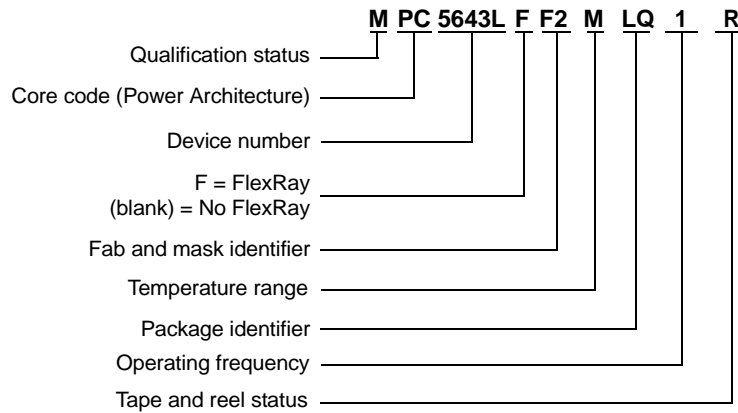 M PC 5643L F F2 M LQ 1 R
Qualification status
Core code (Power Architecture)
Device number
F = FlexRay
(blank) = No FlexRay
Fab and mask identifier
Temperature range
Package identifier
Operating frequency
Tape and reel status